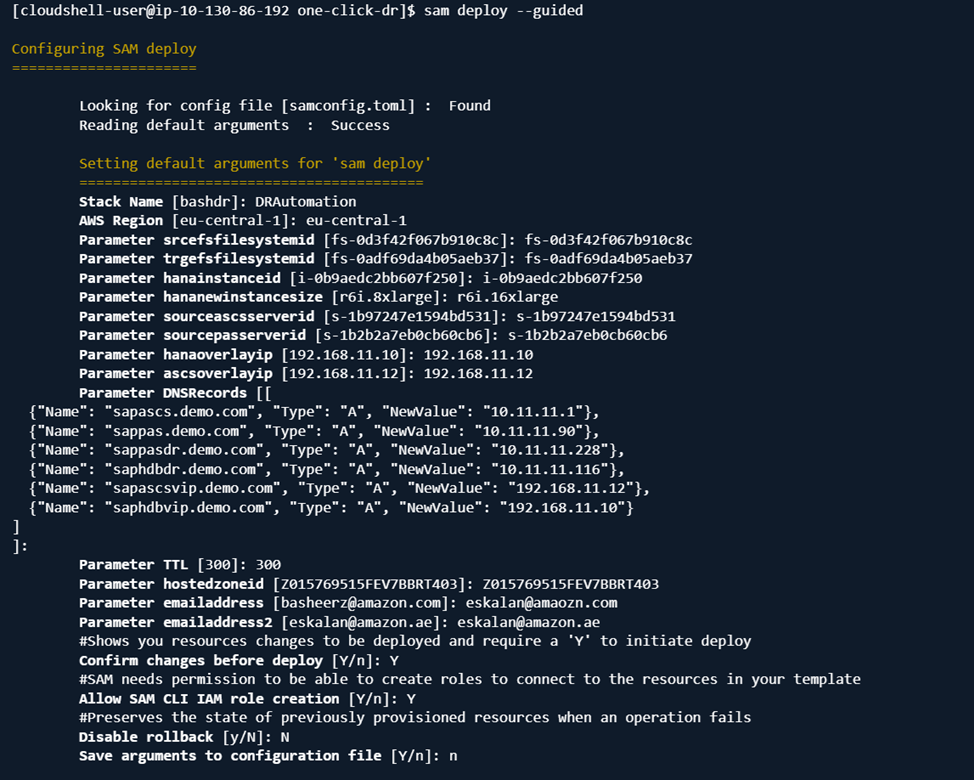 [cloudshell-user@ip-10-130-86-192 one-click-dr]$ sam deploy --guided
Configuring SAM deploy
======================
Looking for config file [samconfig.toml] :  Found
Reading default arguments  :  Success
Setting default arguments for 'sam deploy'
=========================================
Stack Name [bashdr]: DRAutomation
AWS Region [eu-central-1]: eu-central-1
Parameter srcefsfilesystemid [fs-0d3f42f067b910c8c]: fs-0d3f42f067b910c8c
Parameter trgefsfilesystemid [fs-0adf69da4b05aeb37]: fs-0adf69da4b05aeb37
Parameter hanainstanceid [i-0b9aedc2bb607f250]: i-0b9aedc2bb607f250
Parameter hananewinstancesize [r6i.8xlarge]: r6i.16xlarge
Parameter sourceascsserverid [s-1b97247e1594bd531]: s-1b97247e1594bd531
Parameter sourcepasserverid [s-1b2b2a7eb0cb60cb6]: s-1b2b2a7eb0cb60cb6
Parameter hanaoverlayip [192.168.11.10]: 192.168.11.10
Parameter ascsoverlayip [192.168.11.12]: 192.168.11.12
Parameter DNSRecords [[
{"Name": "sapascs.demo.com", "Type": "A", "NewValue": "10.11.11.1"},
{"Name": "sappas.demo.com", "Type": "A", "NewValue": "10.11.11.90"},
{"Name": "sappasdr.demo.com", "Type": "A", "NewValue": "10.11.11.228"},
{"Name": "saphdbdr.demo.com", "Type": "A", "NewValue": "10.11.11.116"},
{"Name": "sapascsvip.demo.com", "Type": "A", "NewValue": "192.168.11.12"},
{"Name": "saphdbvip.demo.com", "Type": "A", "NewValue": "192.168.11.10"}
]
]:
Parameter TTL [300]: 300
Parameter hostedzoneid [Z015769515FEV7BBRT403]: Z015769515FEV7BBRT403
Parameter emailaddress [basheerz@amazon.com]: eskalan@amaozn.com
Parameter emailaddress2 [eskalan@amazon.ae]: eskalan@amazon.ae
#Shows you resources changes to be deployed and require a 'Y' to initiate deploy
Confirm changes before deploy [Y/n]: Y
#SAM needs permission to be able to create roles to connect to the resources in your template
Allow SAM CLI IAM role creation [Y/n]: Y
#Preserves the state of previously provisioned resources when an operation fails
Disable rollback [y/N]: N
Save arguments to configuration file [Y/n]: n